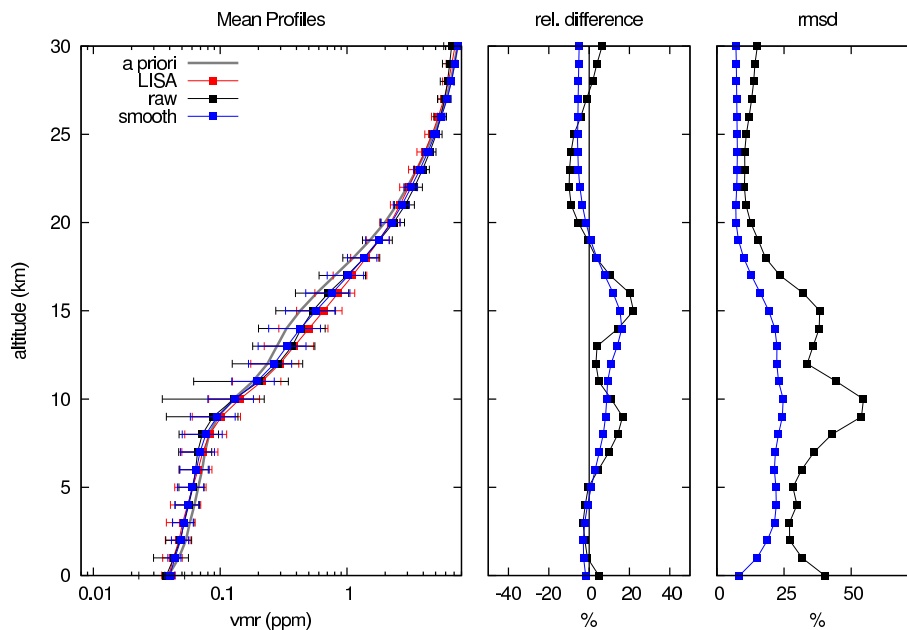 Mean Profiles
rel. difference
rmsd
a priori
LISA
raw
smooth
altitude (km)
30
25
20
15
10
5
0
0.01 0.1 1
vmr (ppm)
-40 -20 0 20 40
%
0 25 50
%